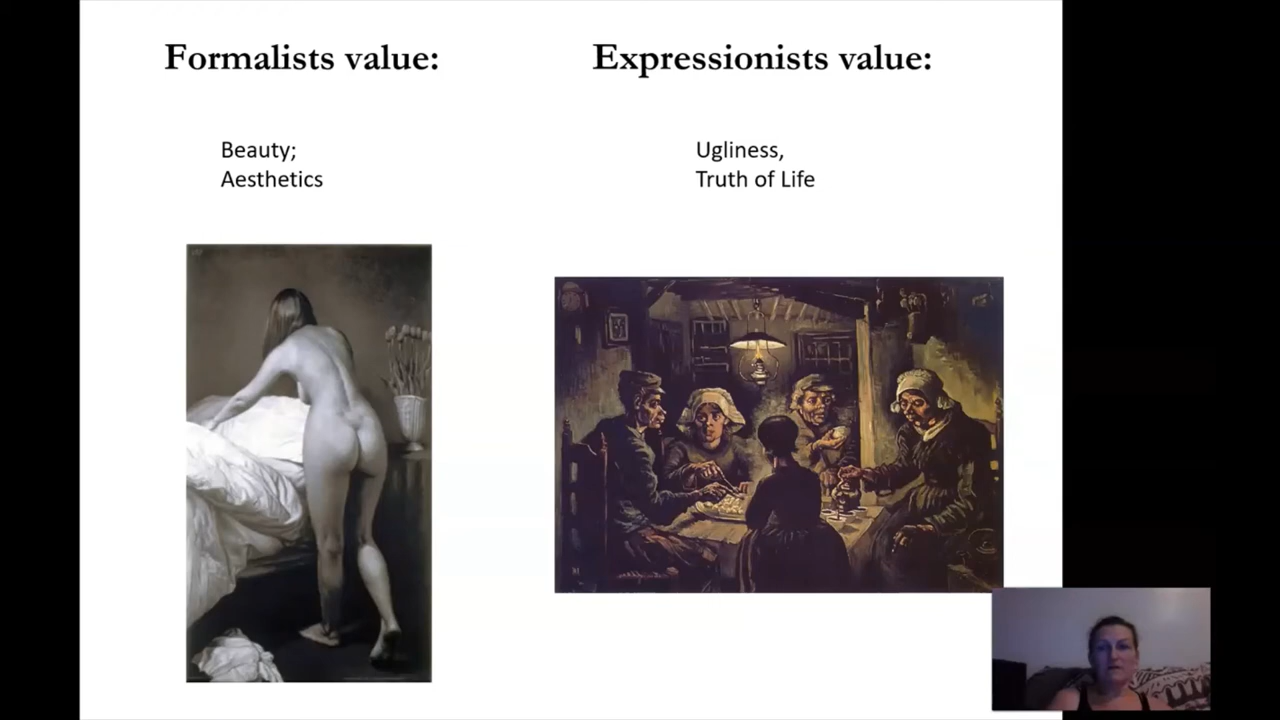 Formalists value:
Expressionists value:
Beauty;
Aesthetics
Ugliness,
Truth of Life